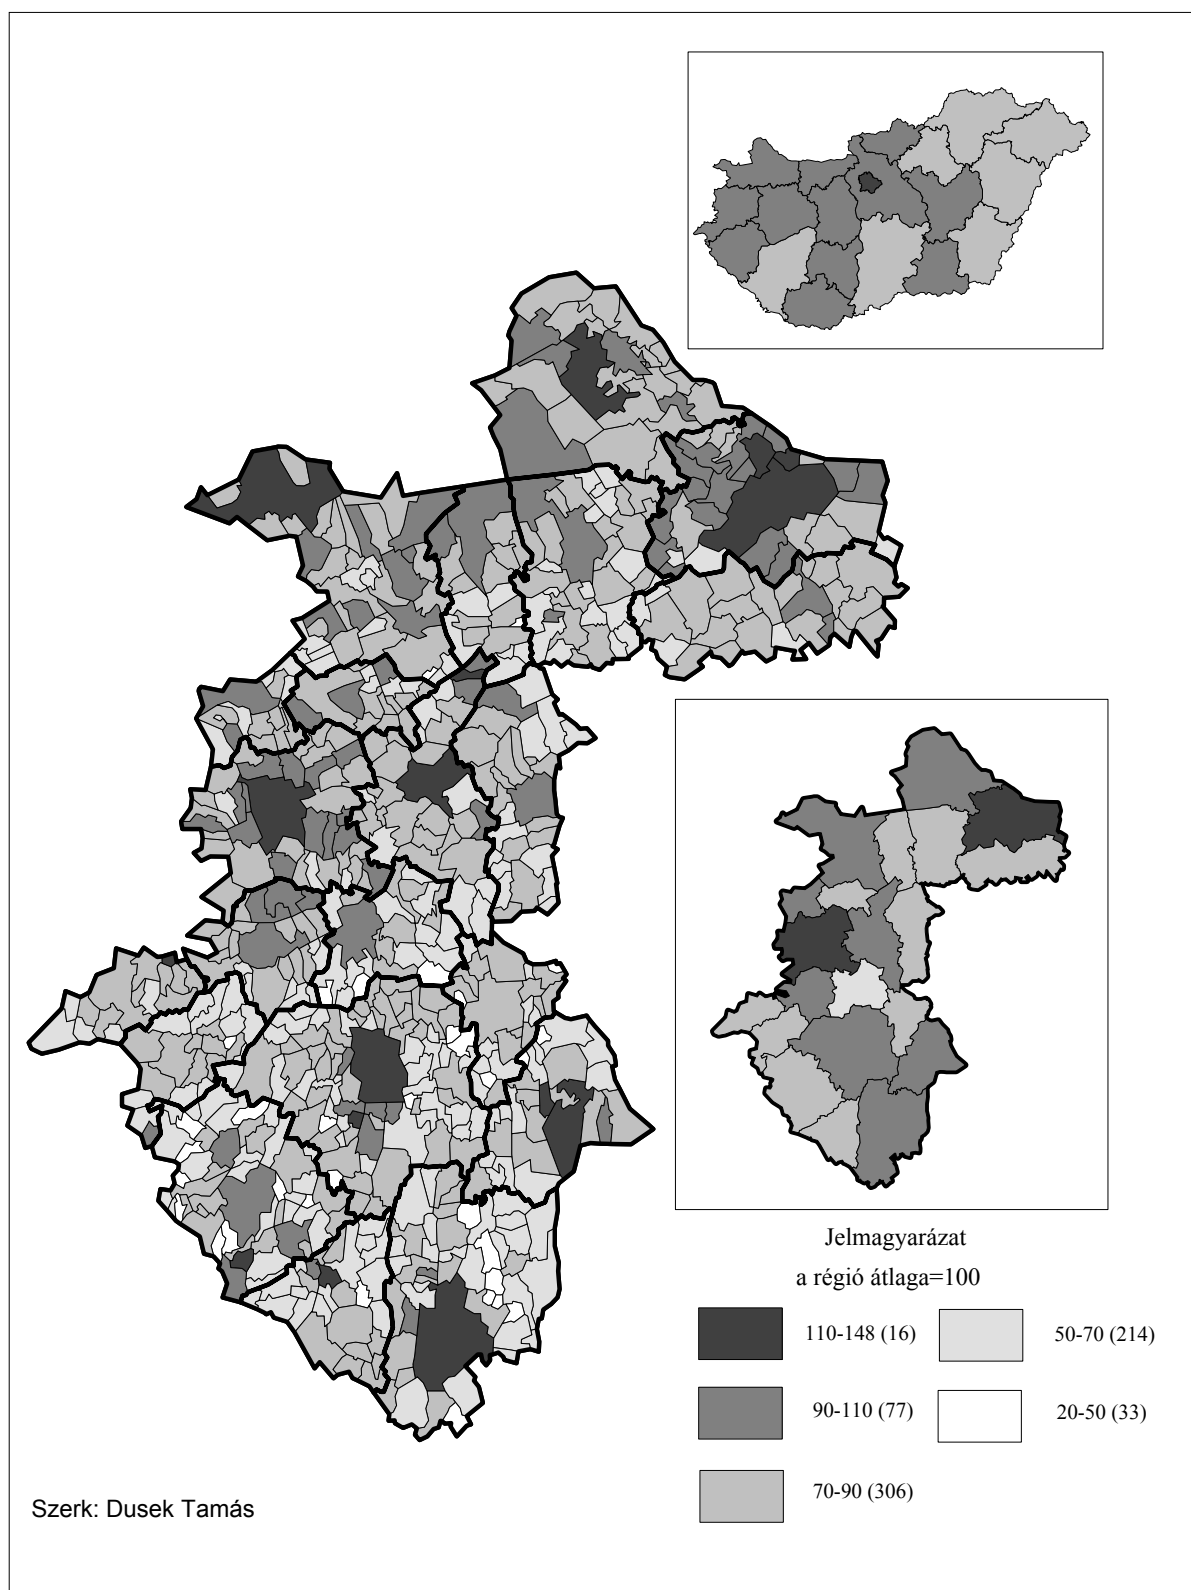 Jelmagyarázat
a régió átlaga=100
110-148 (16)
50-70 (214)
90-110 (77)
20-50 (33)
70-90 (306)
Szerk: Dusek Tamás